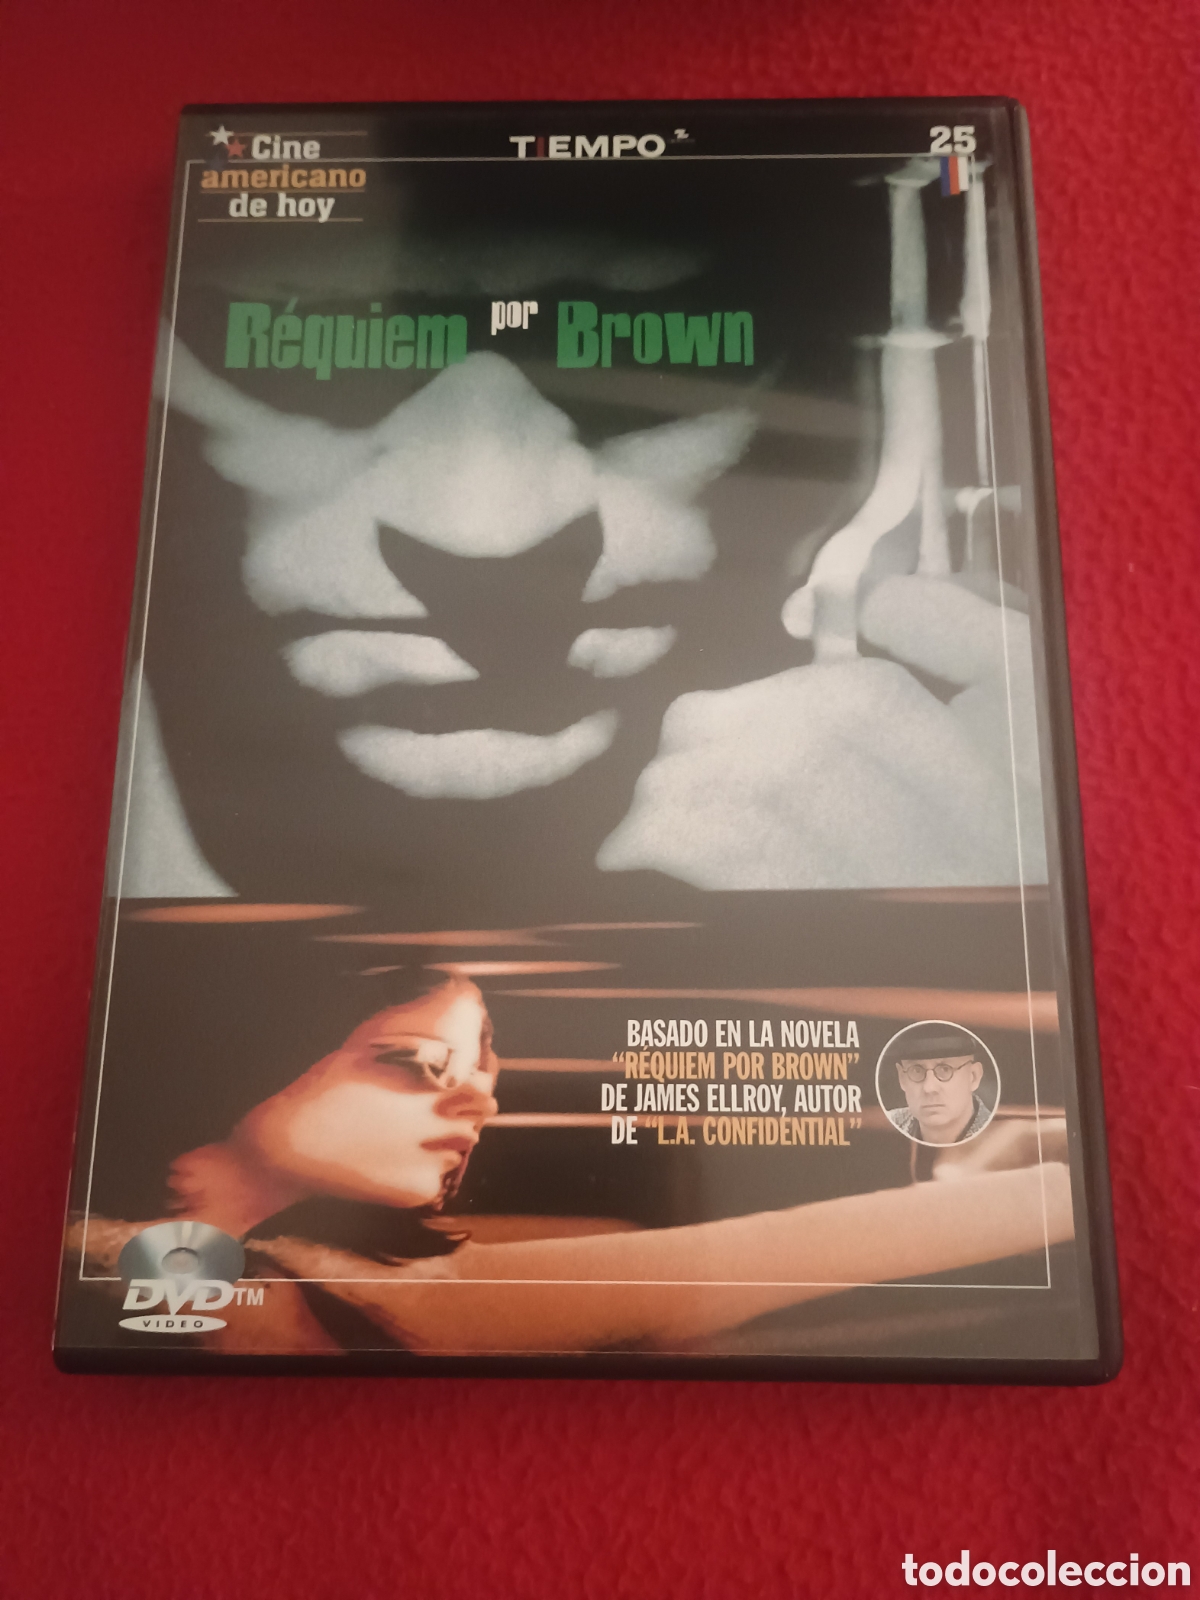 Cine
americano
de hoy
TIEMPO
25
Réquiem por Brown
BASADO EN LA NOVELA
“RÉQUIEM POR BROWN”
DE JAMES ELLROY, AUTOR
DE “L.A. CONFIDENTIAL”
DVD TM
VIDEO
todocoleccion